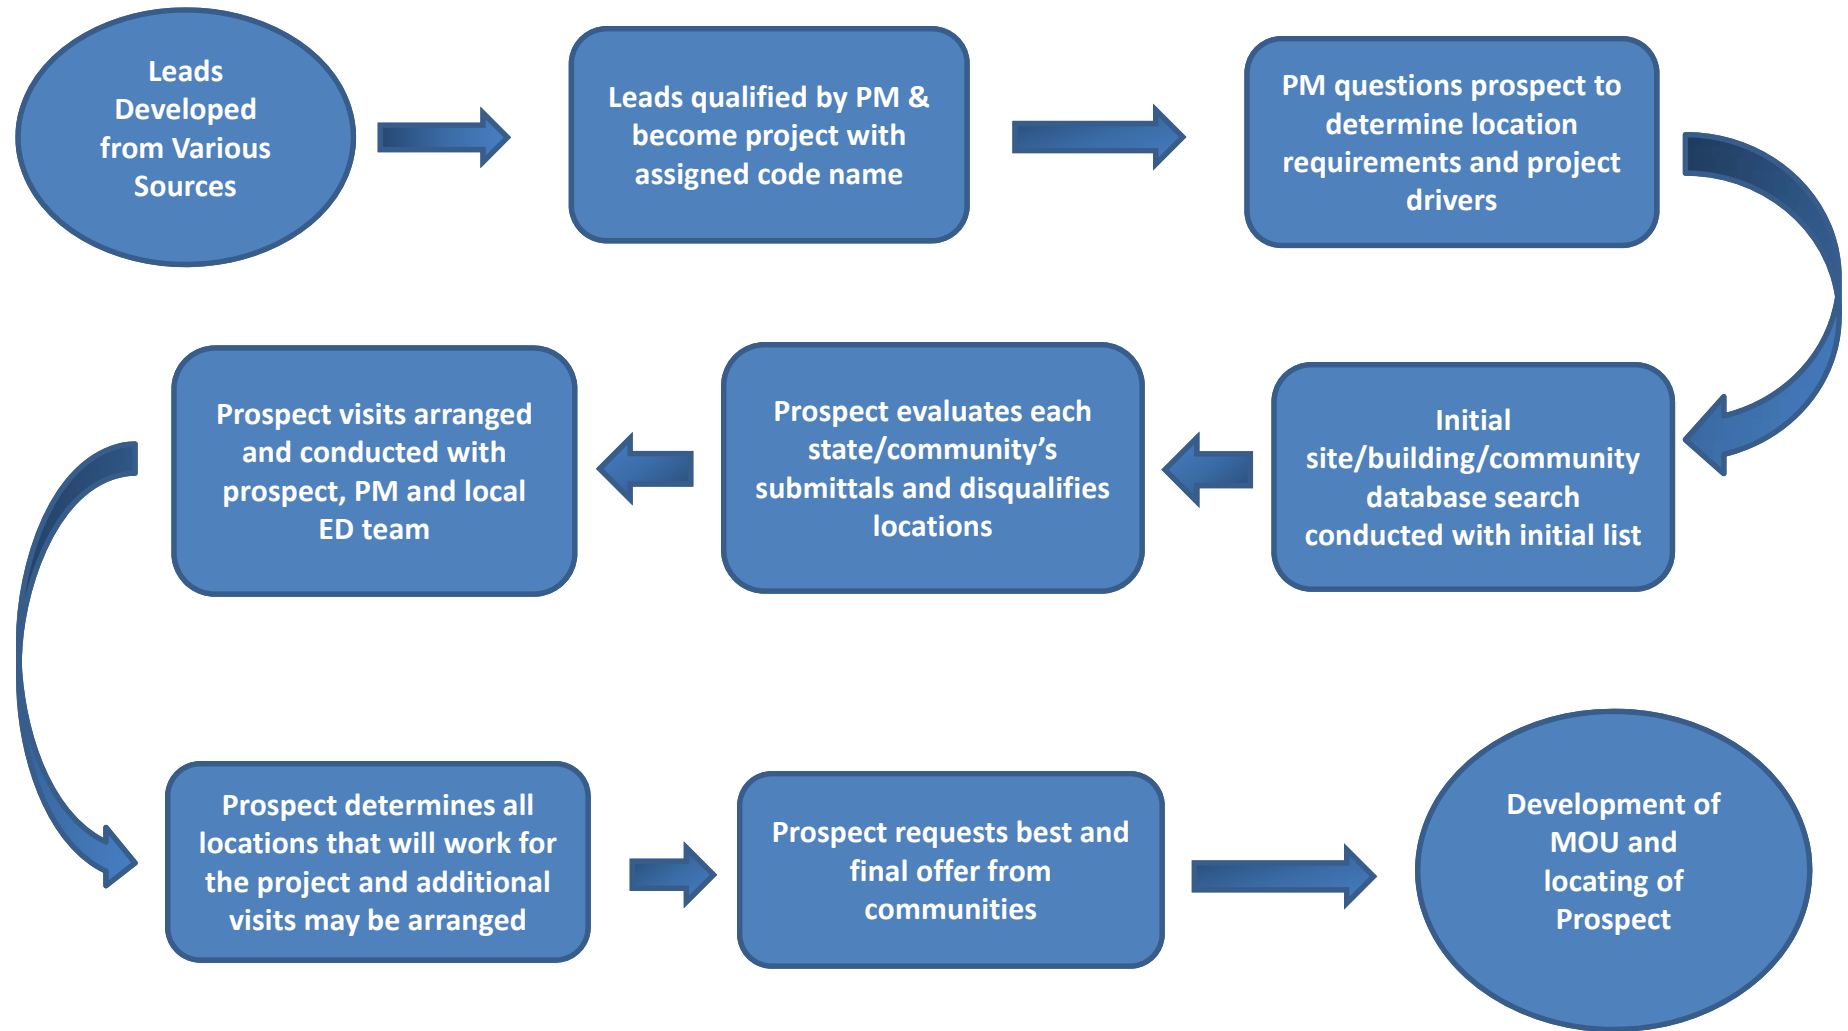 Leads
Developed
from Various
Sources
Leads qualified by PM &
become project with
assigned code name
PM questions prospect to
determine location
requirements and project
drivers
Initial
site/building/community
database search
conducted with initial list
Prospect evaluates each
state/community’s
submittals and disqualifies
locations
Prospect visits arranged
and conducted with
prospect, PM and local
ED team
Prospect determines all
locations that will work for
the project and additional
visits may be arranged
Prospect requests best and
final offer from
communities
Development of
MOU and
locating of
Prospect